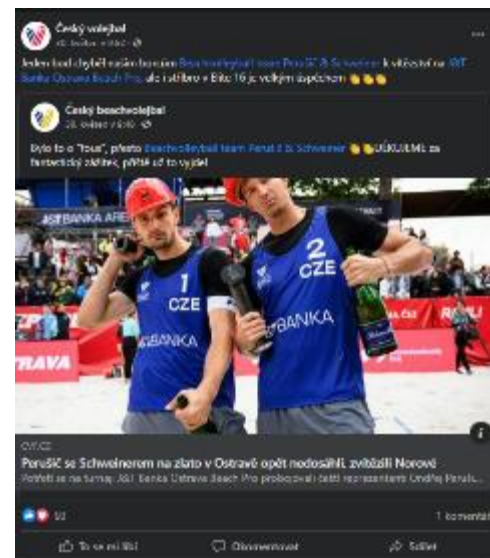 Český volejbal
Jeden bod chyběl našim borcům Beachvolleyball team Perušič & Schweiner k vítězství na J&T
Banka Ostrava Beach Pro, ale i stříbro v Elite 16 je velkým úspěchem
Český beachvolejbal
Bylo to o "fous", přesto Beachvolleyball team Perušič & Schweiner DĚKUJEME za
fantastický zážitek, příště už to vyjde!
J&T BANKA ARE
1
CZE
BANKA
2
CZE
BANKA
RAVA
CVF.CZ
Perušič se Schweinerem na zlato v Ostravě opět nedosáhli, zvítězili Norové
Potřetí se na turnaj J&T Banka Ostrava Beach Pro probojovali čeští reprezentanti Ondřej Peruši...
1 komentář
To se mi líbí
Okomentovat
Sdílet